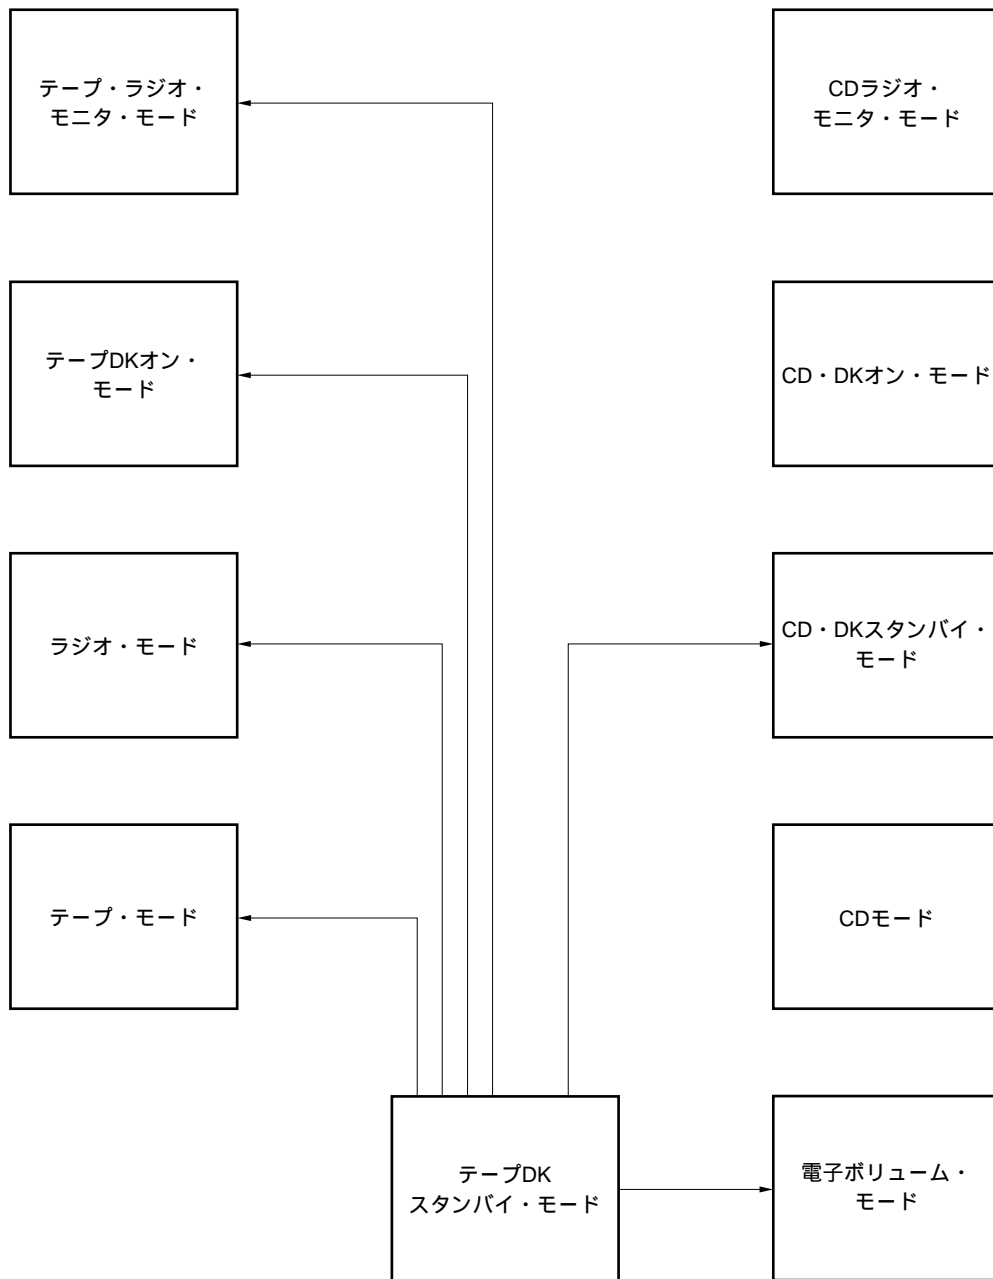 テープ・ラジオ・
モニタ・モード
CDラジオ・
モニタ・モード
テープDKオン・
モード
CD・DKオン・モード
ラジオ・モード
CD・DKスタンバイ・
モード
テープ・モード
CDモード
テープDK
スタンバイ・モード
電子ボリューム・
モード